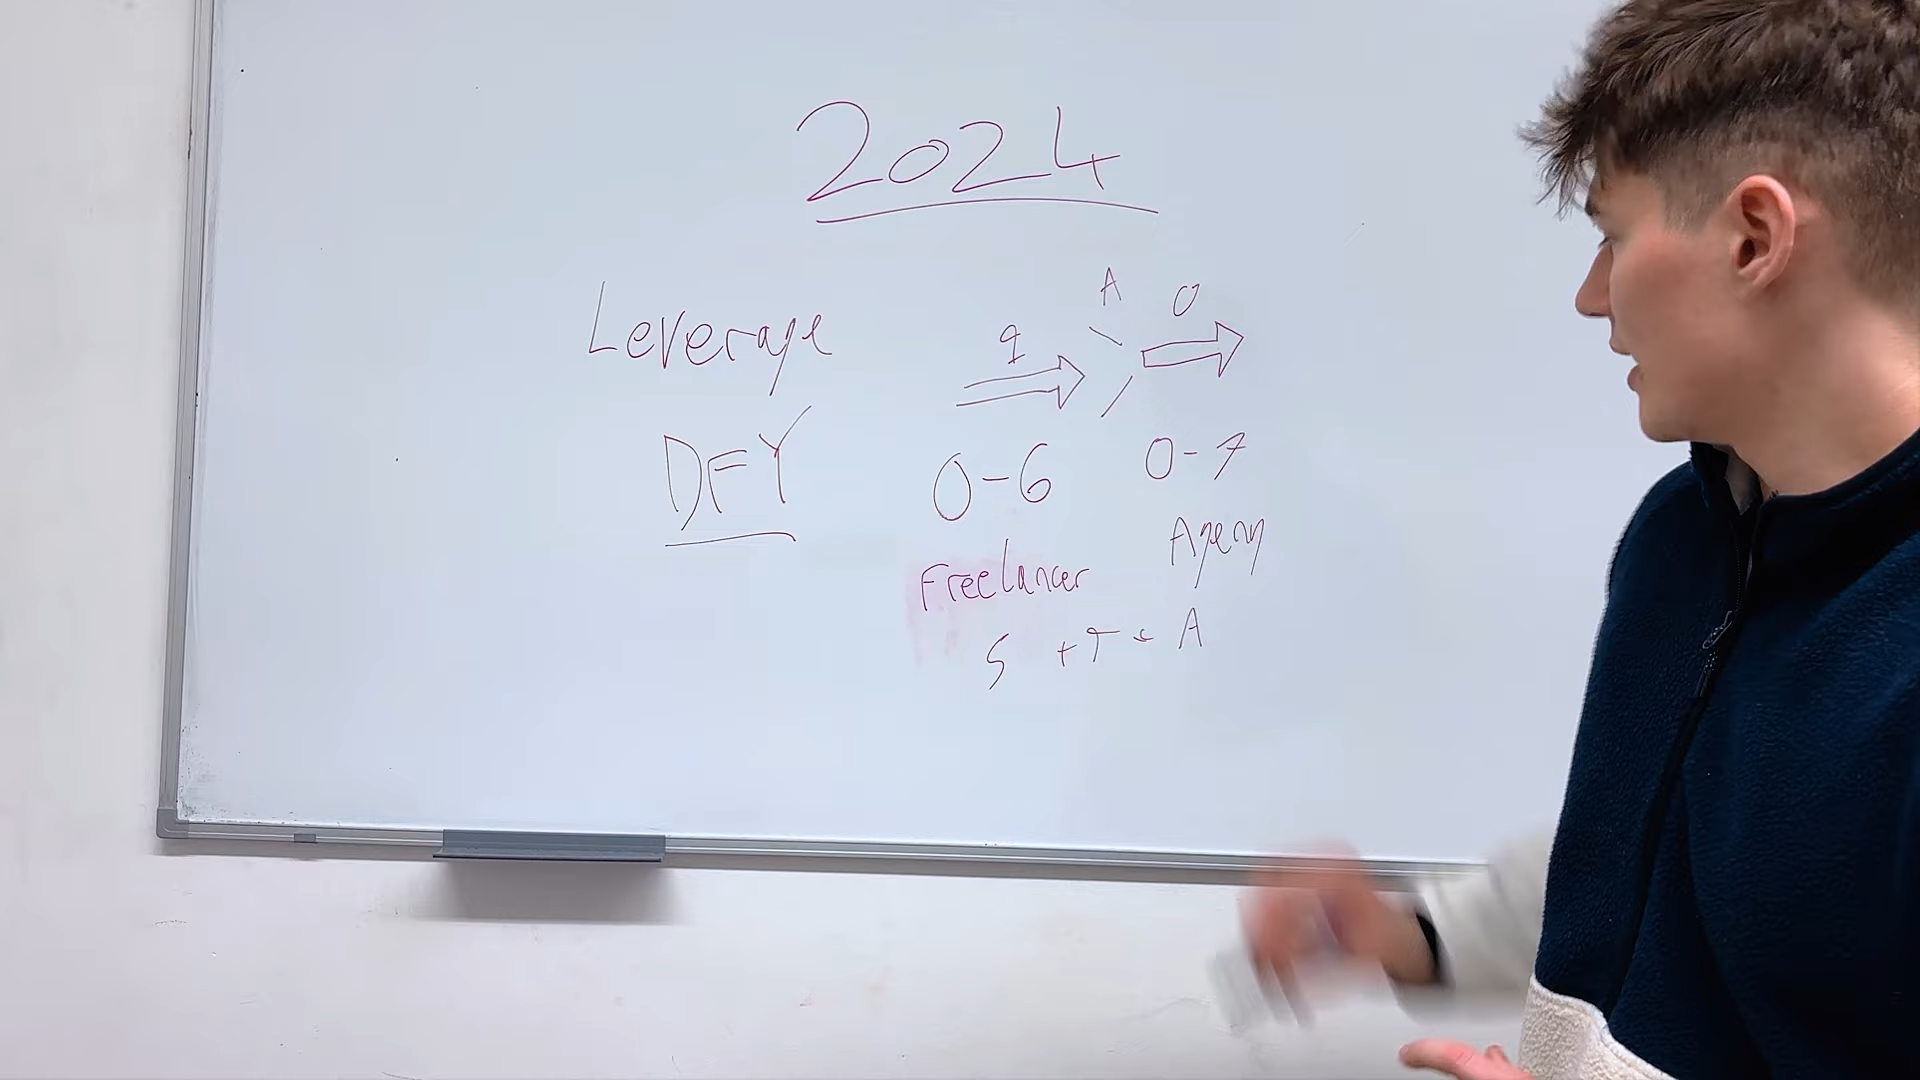 2024
Leverage
A
q
O
DFY
0-6
0-7
Freelancer
Agency
S + T = A